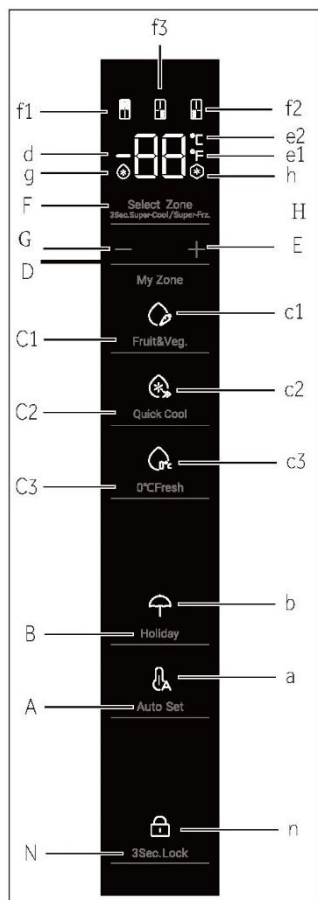 f3
f1 f2
88 °C e2
d °F e1
g h
F Select Zone H
3Sec.Super-Cool/Super-Frz.
G − + E
D
My Zone
c1
C1 Fruit&Veg.
c2
C2 Quick Cool
0°c c3
C3 0°CFresh
b
B Holiday
A a
A Auto Set
n
N 3Sec.Lock